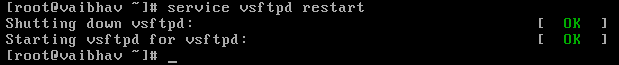 [root@vaibhav ~]# service vsftpd restart
Shutting down vsftpd: [ OK ]
Starting vsftpd for vsftpd: [ OK ]
[root@vaibhav ~]# _